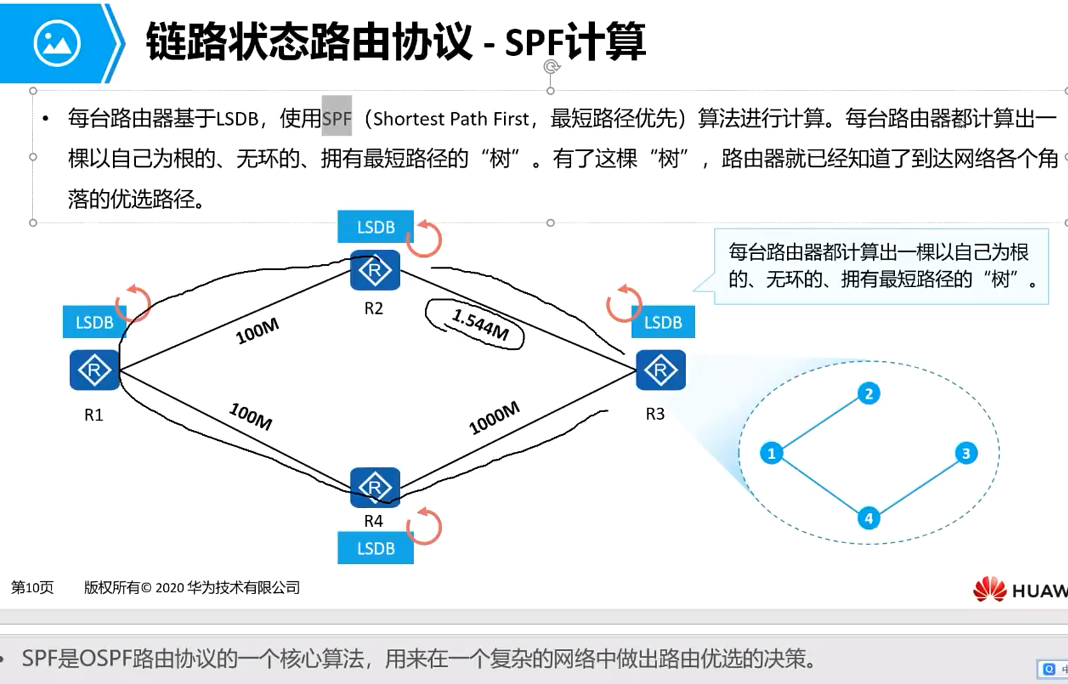 链路状态路由协议 - SPF计算
• 每台路由器基于LSDB，使用SPF（Shortest Path First，最短路径优先）算法进行计算。每台路由器都计算出一
棵以自己为根的、无环的、拥有最短路径的“树”。有了这棵“树”，路由器就已经知道了到达网络各个角
落的优选路径。
LSDB
R
R2
每台路由器都计算出一棵以自己为根
的、无环的、拥有最短路径的“树”。
LSDB
R
R1
100M
1.544M
LSDB
R
R3
100M
1000M
R
R4
LSDB
2
1
3
4
第10页 版权所有© 2020 华为技术有限公司
HUAW
• SPF是OSPF路由协议的一个核心算法，用来在一个复杂的网络中做出路由优选的决策。